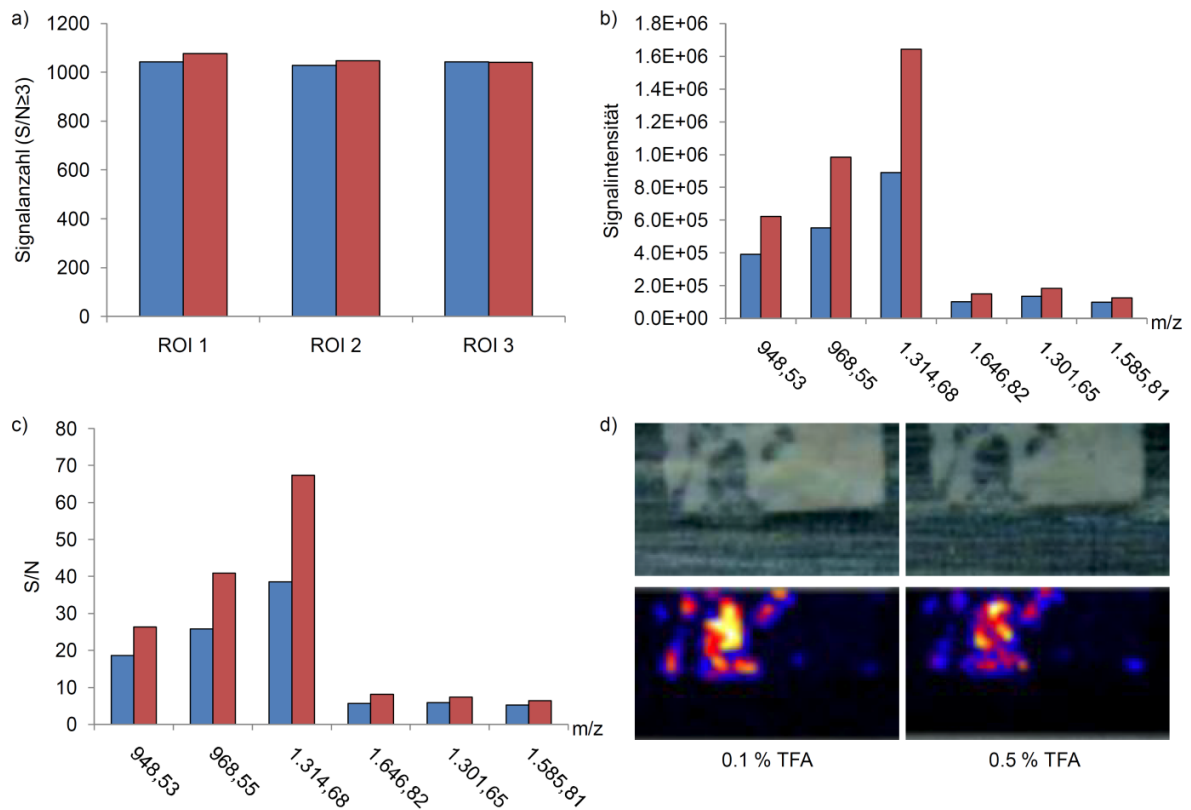 a)
1200
1000
800
600
400
200
0
Signalanzahl (S/N≥3)
ROI 1 ROI 2 ROI 3
b)
1.8E+06
1.6E+06
1.4E+06
1.2E+06
1.0E+06
8.0E+05
6.0E+05
4.0E+05
2.0E+05
0.0E+00
Signalintensität
m/z
948,53 968,55 1.314,68 1.646,82 1.301,65 1.585,81
c)
80
70
60
50
40
30
20
10
0
S/N
m/z
948,53 968,55 1.314,68 1.646,82 1.301,65 1.585,81
d)
0.1 % TFA 0.5 % TFA